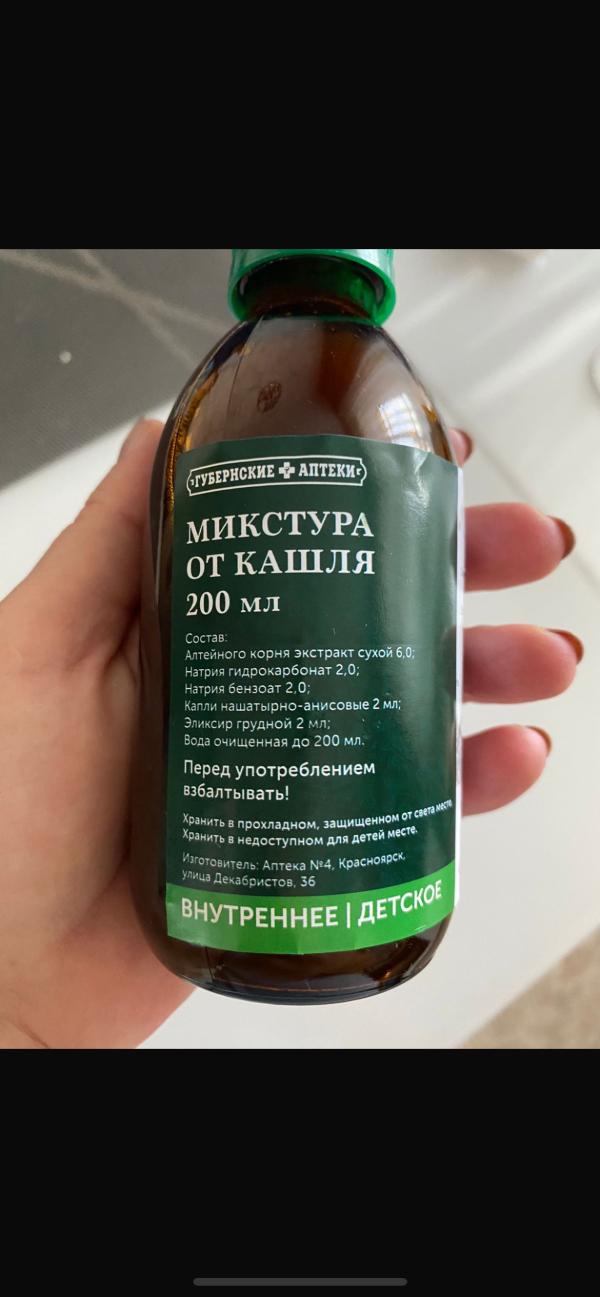 ГУБЕРНСКИЕ АПТЕКИ
МИКСТУРА
ОТ КАШЛЯ
200 мл
Состав:
Алтейного корня экстракт сухой 6,0;
Натрия гидрокарбонат 2,0;
Натрия бензоат 2,0;
Капли нашатырно-анисовые 2 мл;
Эликсир грудной 2 мл;
Вода очищенная до 200 мл.
Перед употреблением
взбалтывать!
Хранить в прохладном, защищенном от света месте.
Хранить в недоступном для детей месте.
Изготовитель: Аптека №4, Красноярск,
улица Декабристов, 36
ВНУТРЕННЕЕ | ДЕТСКОЕ